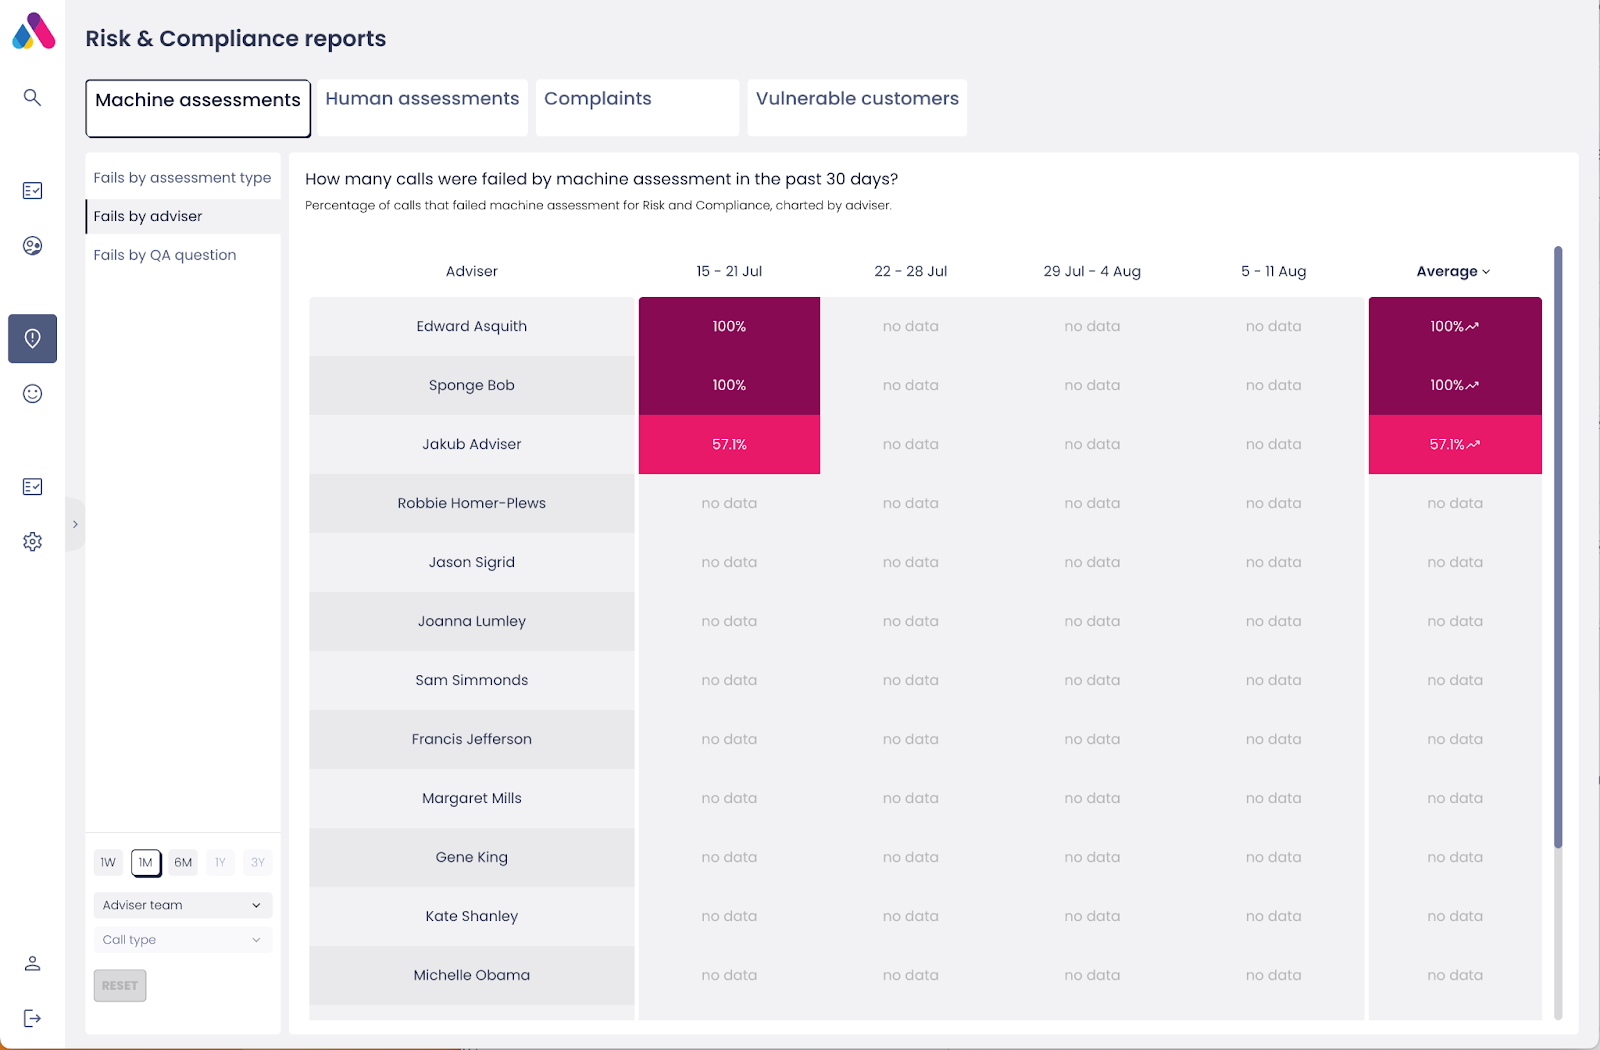 Risk & Compliance reports
Machine assessments
Human assessments
Complaints
Vulnerable customers
Fails by assessment type
Fails by adviser
Fails by QA question
1W 1M 6M 1Y 3Y
Adviser team
Call type
RESET
How many calls were failed by machine assessment in the past 30 days?
Percentage of calls that failed machine assessment for Risk and Compliance, charted by adviser.
Adviser 15 - 21 Jul 22 - 28 Jul 29 Jul - 4 Aug 5 - 11 Aug Average
Edward Asquith 100% no data no data no data 100%
Sponge Bob 100% no data no data no data 100%
Jakub Adviser 57.1% no data no data no data 57.1%
Robbie Homer-Plews no data no data no data no data no data
Jason Sigrid no data no data no data no data no data
Joanna Lumley no data no data no data no data no data
Sam Simmonds no data no data no data no data no data
Francis Jefferson no data no data no data no data no data
Margaret Mills no data no data no data no data no data
Gene King no data no data no data no data no data
Kate Shanley no data no data no data no data no data
Michelle Obama no data no data no data no data no data